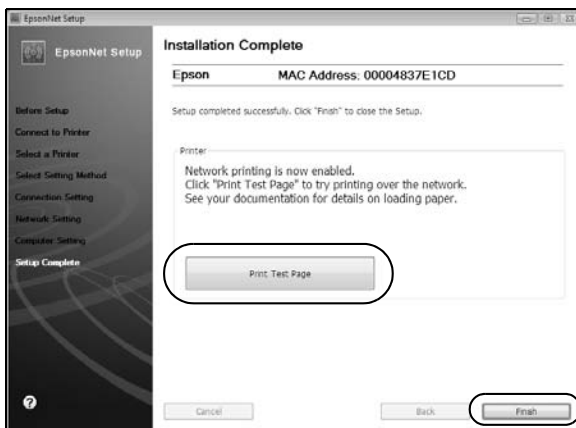 EpsonNet Setup
EpsonNet Setup
Before Setup
Connect to Printer
Select a Printer
Select Setting Method
Connection Setting
Network Setting
Computer Setting
Setup Complete
?
Installation Complete
Epson MAC Address: 00004837E1CD
Setup completed successfully. Click "Finish" to close the Setup.
Printer
Network printing is now enabled.
Click "Print Test Page" to try printing over the network.
See your documentation for details on loading paper.
Print Test Page
Cancel Back Finish